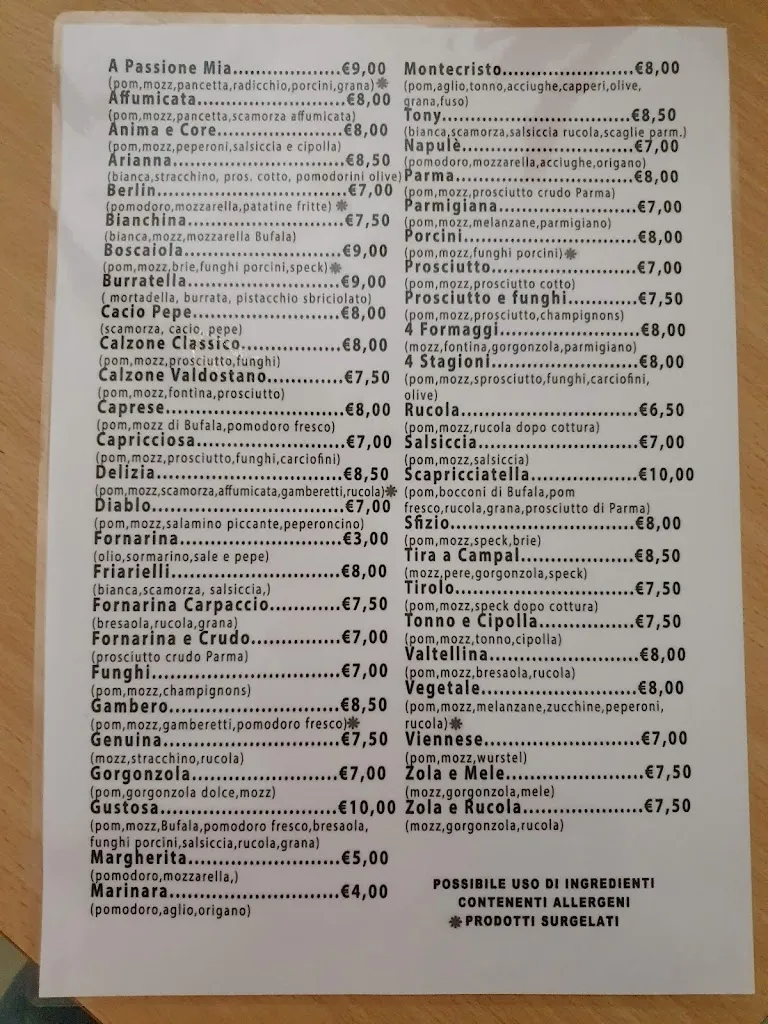 A Passione Mia....................€9,00
(pom,mozz,pancetta,radicchio,porcini,grana)*
Affumicata..........................€8,00
(pom,mozz,pancetta,scamorza affumicata)
Anima e Core......................€8,00
(pom,mozz,peperoni,salsiccia e cipolla)
Arianna..............................€8,50
(bianca,stracchino, pros. cotto, pomodorini olive)
Berlin................................€7,00
(pomodoro,mozzarella,patatine fritte) *
Bianchina...........................€7,50
(bianca,mozz,mozzarella Bufala)
Boscaiola...........................€9,00
(pom,mozz,brie,funghi porcini,speck)*
Burratella...........................€9,00
( mortadella, burrata, pistacchio sbriciolato)
Cacio Pepe.........................€8,00
(scamorza, cacio, pepe)
Calzone Classico..................€8,00
(pom,mozz,prosciutto,funghi)
Calzone Valdostano.............€7,50
(pom,mozz,fontina,prosciutto)
Caprese..............................€8,00
(pom,mozz di Bufala,pomodoro fresco)
Capricciosa.........................€7,00
(pom,mozz,prosciutto,funghi,carciofini)
Delizia...............................€8,50
(pom,mozz,scamorza,affumicata,gamberetti,rucola)*
Diablo................................€7,00
(pom,mozz,salamino piccante,peperoncino)
Fornarina...........................€3,00
(olio,sormarino,sale e pepe)
Friarielli.............................€8,00
(bianca,scamorza, salsiccia,)
Fornarina Carpaccio............€7,50
(bresaola,rucola,grana)
Fornarina e Crudo...............€7,00
(prosciutto crudo Parma)
Funghi...............................€7,00
(pom,mozz,champignons)
Gambero............................€8,50
(pom,mozz,gamberetti,pomodoro fresco)*
Genuina.............................€7,50
(mozz,stracchino,rucola)
Gorgonzola.........................€7,00
(pom,gorgonzola dolce,mozz)
Gustosa..............................€10,00
(pom,mozz,Bufala,pomodoro fresco,bresaola,
funghi porcini,salsiccia,rucola,grana)
Margherita.........................€5,00
(pomodoro,mozzarella,)
Marinara............................€4,00
(pomodoro,aglio,origano)
Montecristo.......................€8,00
(pom,aglio,tonno,acciughe,capperi,olive,
grana,fuso)
Tony..................................€8,50
(bianca,scamorza,salsiccia rucola,scaglie parm.)
Napulè...............................€7,00
(pomodoro,mozzarella,acciughe,origano)
Parma................................€8,00
(pom,mozz,prosciutto crudo Parma)
Parmigiana........................€7,00
(pom,mozz,melanzane,parmigiano)
Porcini...............................€8,00
(pom,mozz,funghi porcini)*
Prosciutto..........................€7,00
(pom,mozz,prosciutto cotto)
Prosciutto e funghi.............€7,50
(pom,mozz,prosciutto,champignons)
4 Formaggi.........................€8,00
(mozz,fontina,gorgonzola,parmigiano)
4 Stagioni...........................€8,00
(pom,mozz,sprosciutto,funghi,carciofini,
olive)
Rucola...............................€6,50
(pom,mozz,rucola dopo cottura)
Salsiccia.............................€7,00
(pom,mozz,salsiccia)
Scapricciatella...................€10,00
(pom,bocconi di Bufala,pom
fresco,rucola,grana,prosciutto di Parma)
Sfizio.................................€8,00
(pom,mozz,speck,brie)
Tira a Campal.....................€8,50
(mozz,pere,gorgonzola,speck)
Tirolo................................€7,50
(pom,mozz,speck dopo cottura)
Tonno e Cipolla..................€7,50
(pom,mozz,tonno,cipolla)
Valtellina...........................€8,00
(pom,mozz,bresaola,rucola)
Vegetale............................€8,00
(pom,mozz,melanzane,zucchine,peperoni,
rucola)*
Viennese............................€7,00
(pom,mozz,wurstel)
Zola e Mele........................€7,50
(mozz,gorgonzola,mele)
Zola e Rucola.....................€7,50
(mozz,gorgonzola,rucola)
POSSIBILE USO DI INGREDIENTI
CONTENENTI ALLERGENI
*PRODOTTI SURGELATI